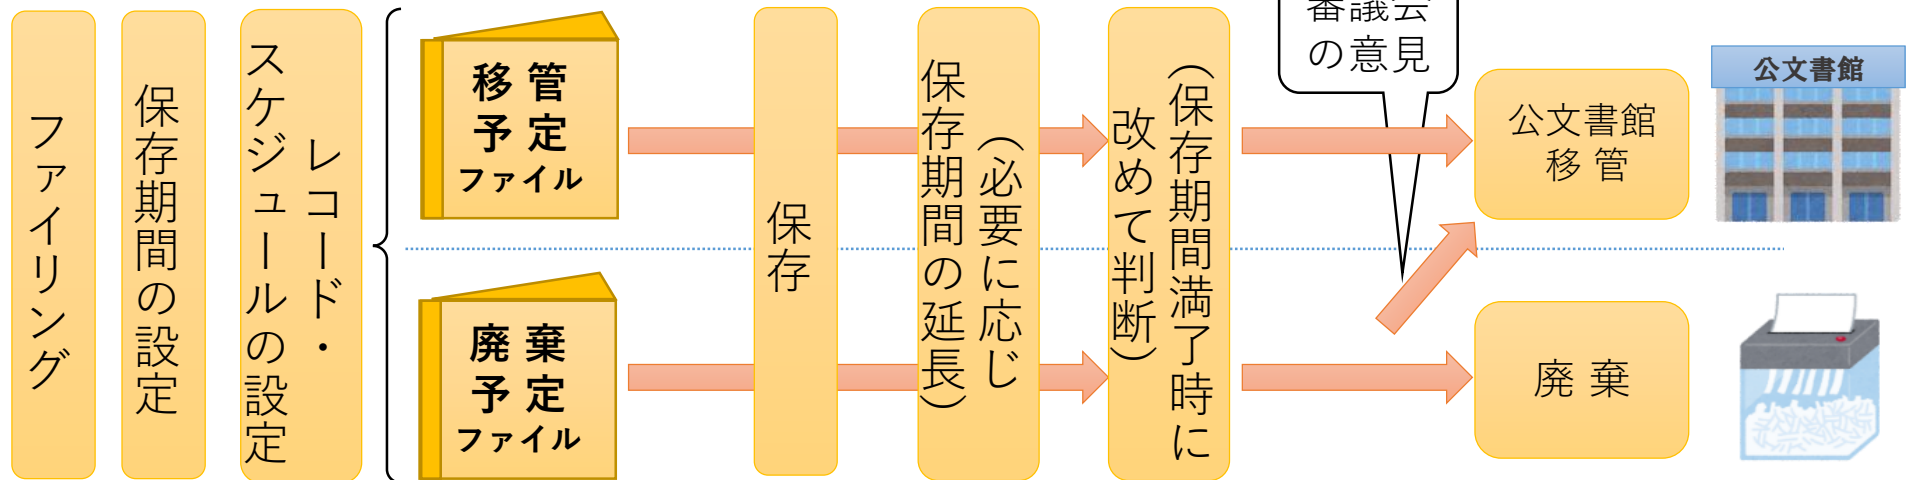 ファイリング
保存期間の設定
レコード・
スケジュールの設定
移管
予定
ファイル
廃棄
予定
ファイル
保存
（必要に応じ
保存期間の延長）
（保存期間満了時に
改めて判断）
審議会
の意見
公文書館
移管
公文書館
廃棄